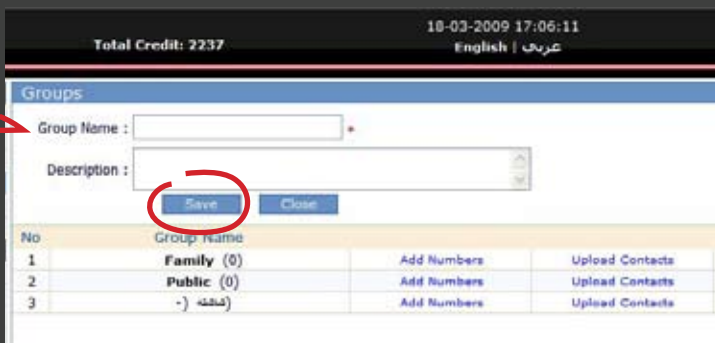 18-03-2009 17:06:11
Total Credit: 2237
English | عربي
Groups
Group Name : *
Description :
Save Close
No Group Name
1 Family (0) Add Numbers Upload Contacts
2 Public (0) Add Numbers Upload Contacts
3 Add Numbers Upload Contacts